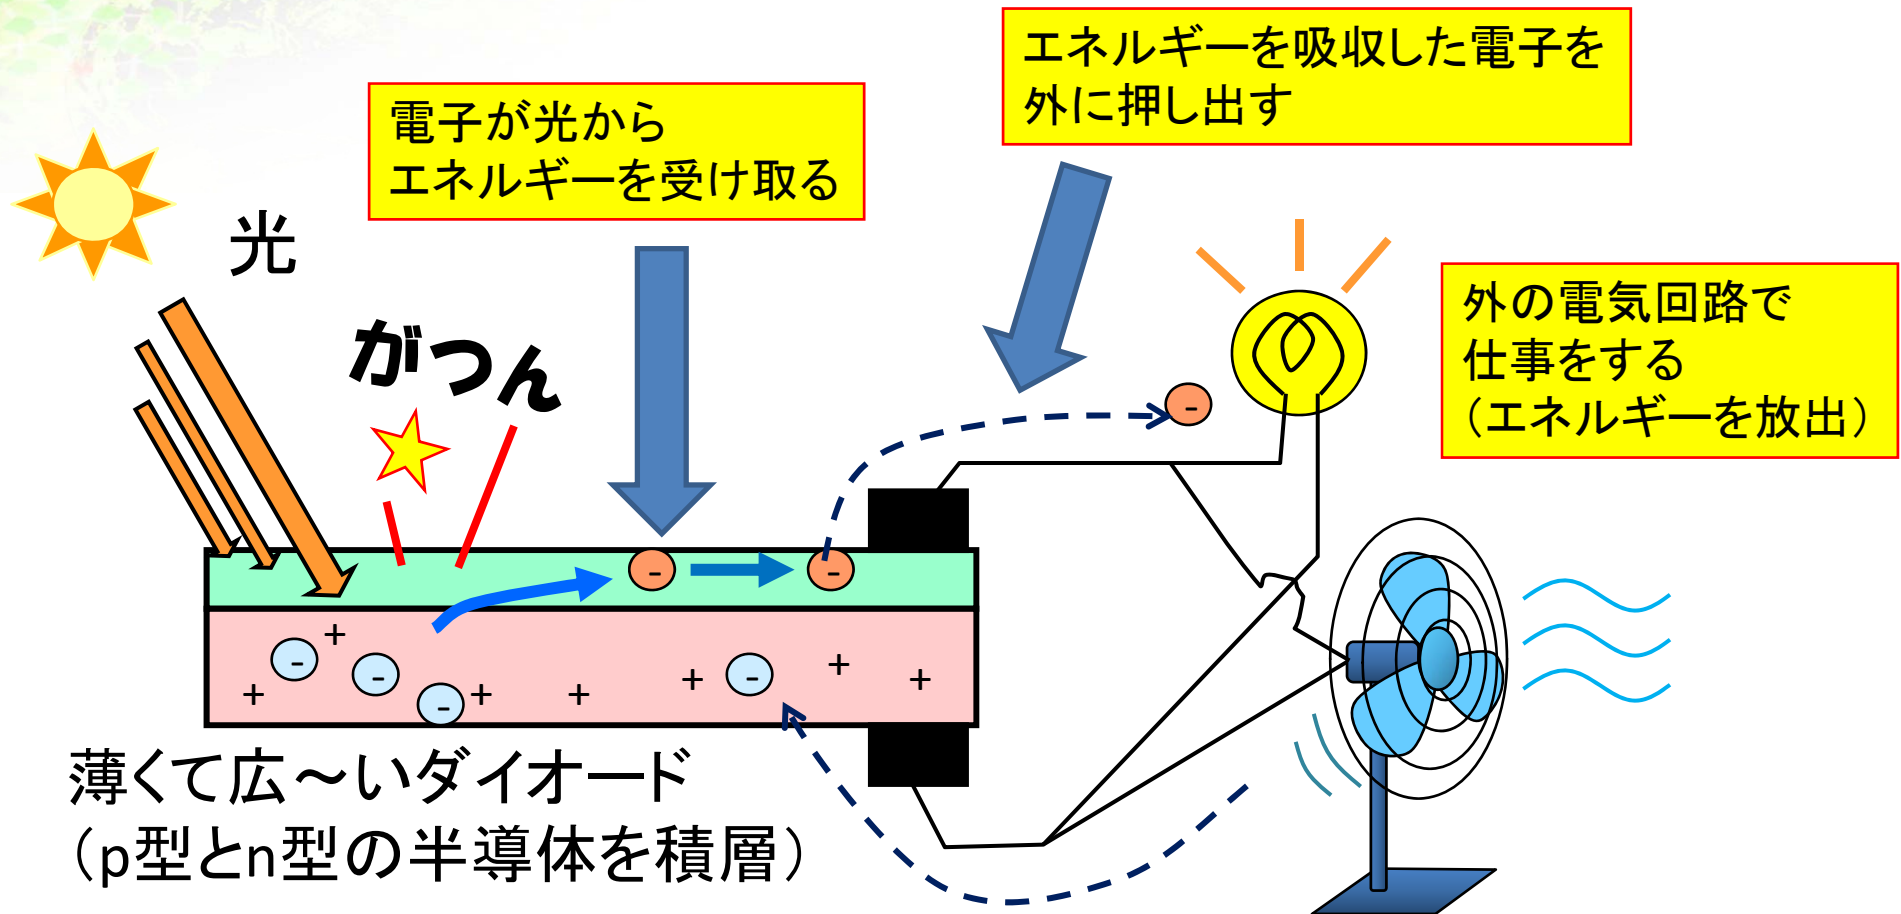 エネルギーを吸収した電子を
外に押し出す
電子が光から
エネルギーを受け取る
光
がつん
外の電気回路で
仕事をする
（エネルギーを放出）
-
- -
+ - - - + + + - + +
薄くて広～いダイオード
（p型とn型の半導体を積層）